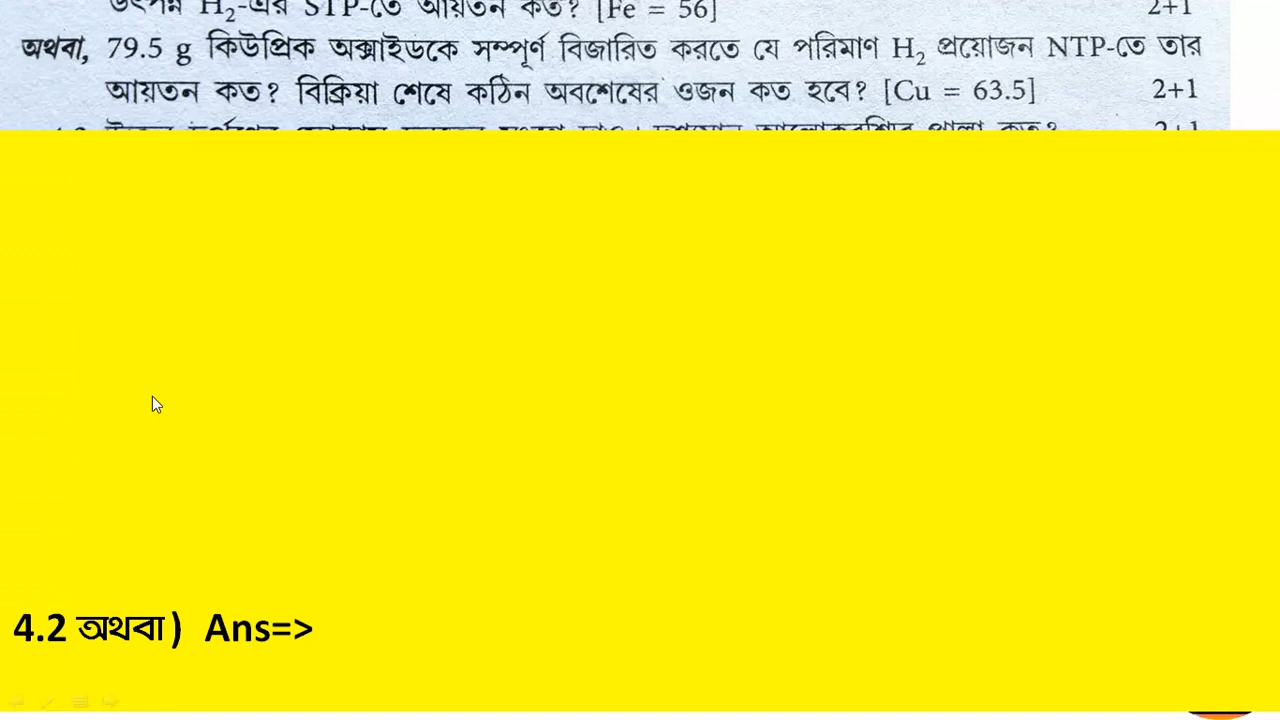 উৎপন্ন H₂-এর STP-তে আয়তন কত? [Fe = 56] 2+1
অথবা, 79.5 g কিউপ্রিক অক্সাইডকে সম্পূর্ণ বিজারিত করতে যে পরিমাণ H₂ প্রয়োজন NTP-তে তার
আয়তন কত? বিক্রিয়া শেষে কঠিন অবশেষের ওজন কত হবে? [Cu = 63.5] 2+1
4.2 অথবা) Ans=>